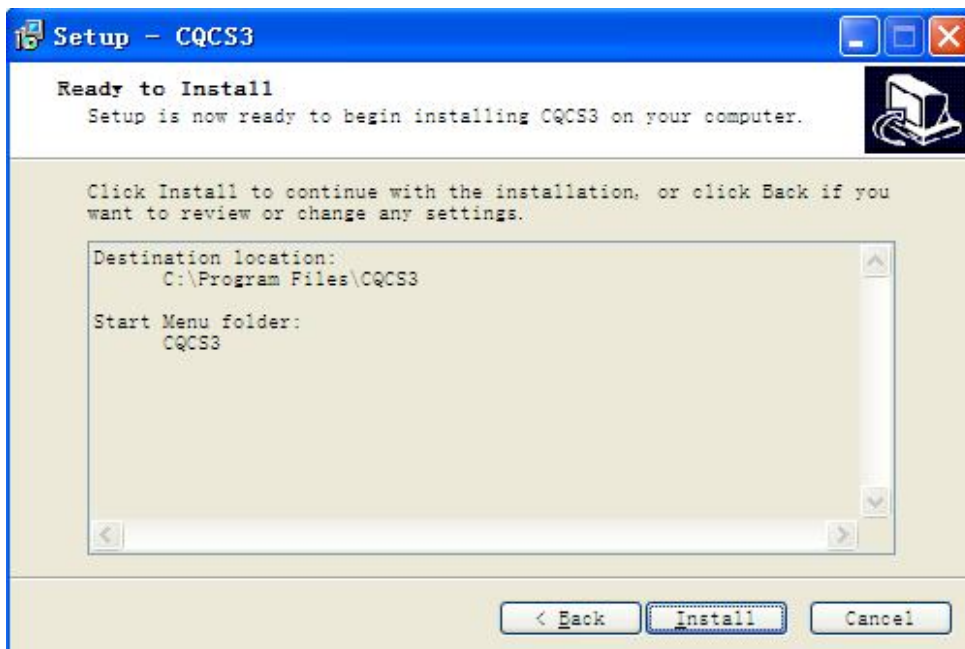 Setup - CQCS3
Ready to Install
Setup is now ready to begin installing CQCS3 on your computer.
Click Install to continue with the installation, or click Back if you
want to review or change any settings.
Destination location:
C:\Program Files\CQCS3
Start Menu folder:
CQCS3
< Back
Install
Cancel